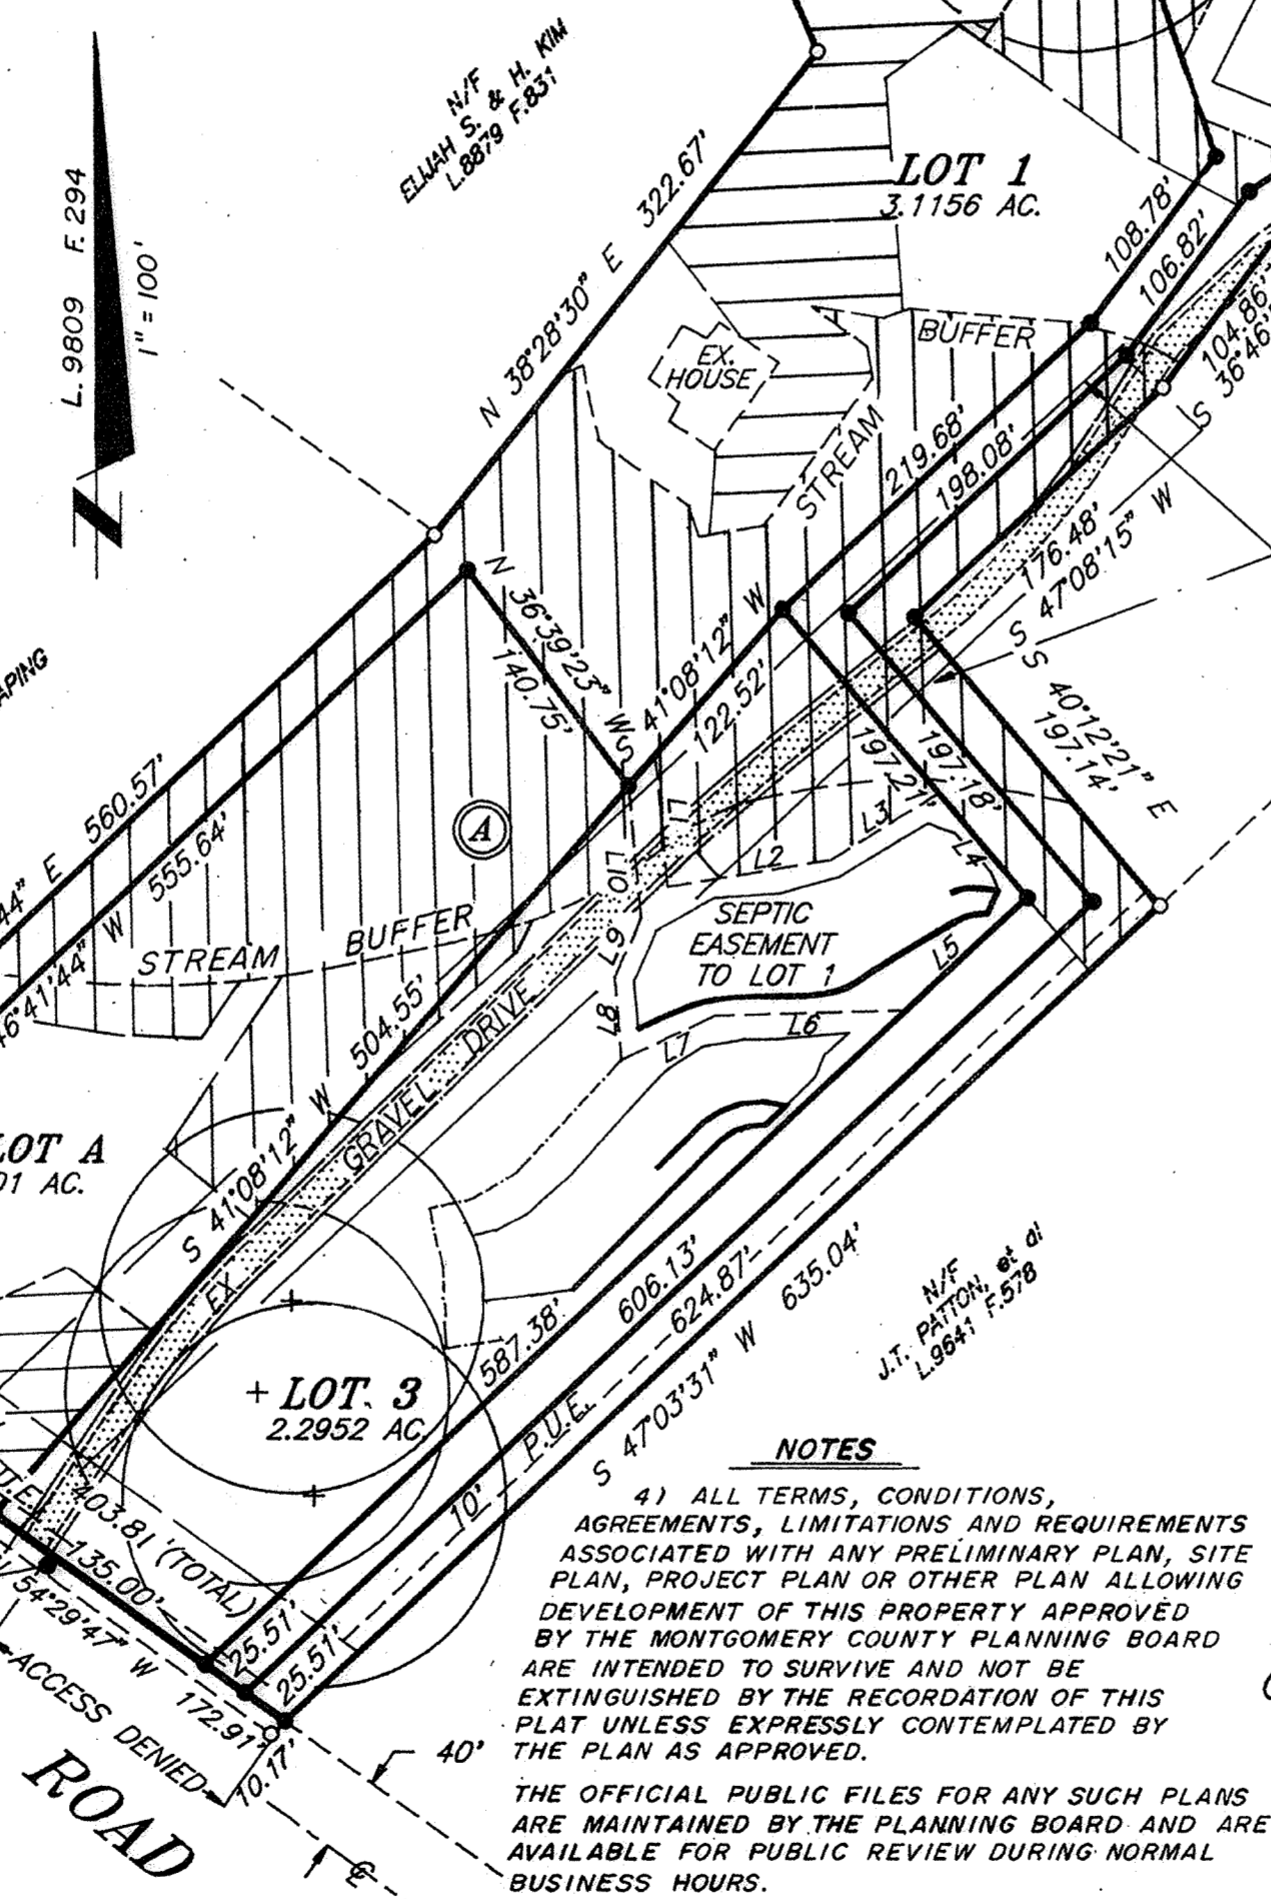 L.9809 F.294
1" = 100'
N/F
ELIJAH S. & H. KIM
L.8879 F.831
N 38°28'30" E 322.67'
LOT 1
3.1156 AC.
108.78'
106.82'
104.86'
S 36°46'
BUFFER
STREAM
EX.
HOUSE
219.68'
198.08'
176.48'
S 47°08'15" W
N 36°39'23" W
140.75'
S 41°08'12" W
122.52'
197.21'
197.18'
S 40°12'21" E
197.14'
APING
44" E 560.57'
46°41'44" W 555.64'
A
STREAM BUFFER
L1
L2
L3
L4
L5
L6
L7
L8
L9
L10
SEPTIC
EASEMENT
TO LOT 1
S 41°08'12" W 504.55'
EX. GRAVEL DRIVE
LOT A
01 AC.
LOT 3
2.2952 AC.
587.38'
606.13'
624.87'
S 47°03'31" W 635.04'
10' P.U.E.
N/F
J.T. PATTON, et al
L.9641 F.578
403.81'(TOTAL)
135.00'
25.51'
25.51'
54°29'47" W 172.91'
10.17'
ACCESS DENIED
ROAD
40'
℄
NOTES
4) ALL TERMS, CONDITIONS,
AGREEMENTS, LIMITATIONS AND REQUIREMENTS
ASSOCIATED WITH ANY PRELIMINARY PLAN, SITE
PLAN, PROJECT PLAN OR OTHER PLAN ALLOWING
DEVELOPMENT OF THIS PROPERTY APPROVED
BY THE MONTGOMERY COUNTY PLANNING BOARD
ARE INTENDED TO SURVIVE AND NOT BE
EXTINGUISHED BY THE RECORDATION OF THIS
PLAT UNLESS EXPRESSLY CONTEMPLATED BY
THE PLAN AS APPROVED.
THE OFFICIAL PUBLIC FILES FOR ANY SUCH PLANS
ARE MAINTAINED BY THE PLANNING BOARD AND ARE
AVAILABLE FOR PUBLIC REVIEW DURING NORMAL
BUSINESS HOURS.